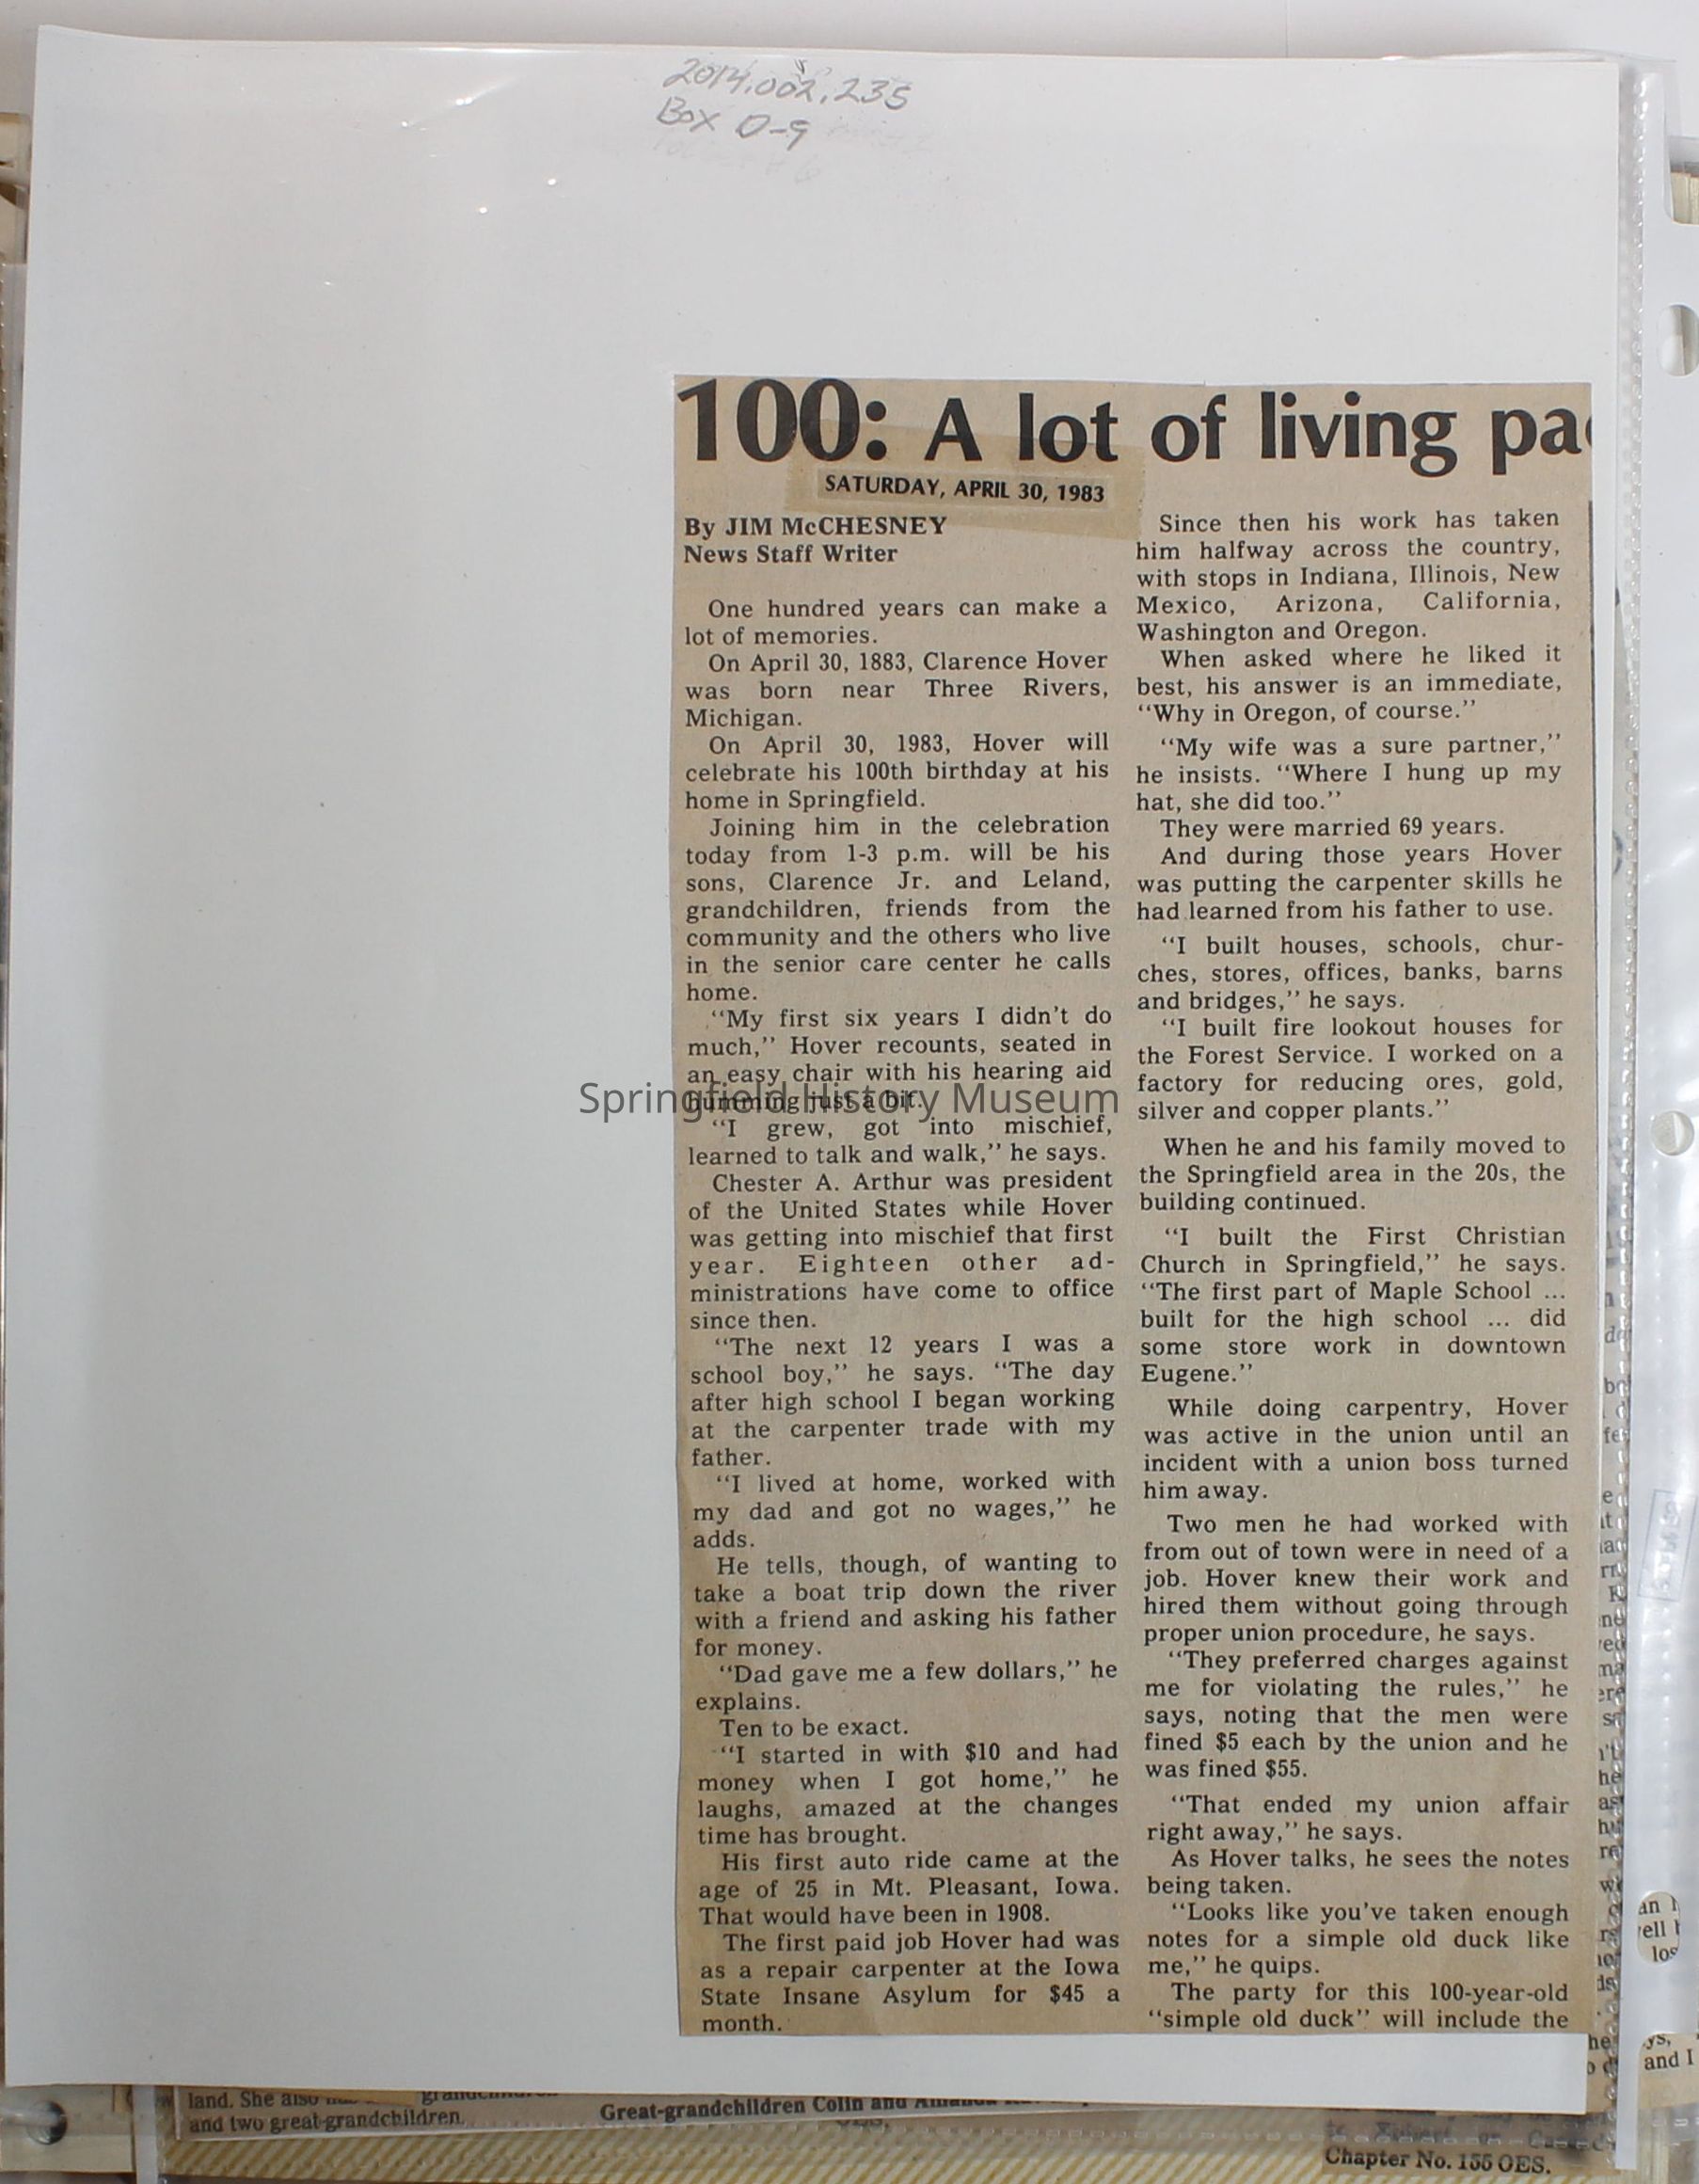 2014.002.235
Box D-9
100: A lot of living pa
SATURDAY, APRIL 30, 1983
By JIM McCHESNEY
News Staff Writer
One hundred years can make a
lot of memories.
On April 30, 1883, Clarence Hover
was born near Three Rivers,
Michigan.
On April 30, 1983, Hover will
celebrate his 100th birthday at his
home in Springfield.
Joining him in the celebration
today from 1-3 p.m. will be his
sons, Clarence Jr. and Leland,
grandchildren, friends from the
community and the others who live
in the senior care center he calls
home.
"My first six years I didn't do
much," Hover recounts, seated in
an easy chair with his hearing aid
humming just a bit.
"I grew, got into mischief,
learned to talk and walk," he says.
Chester A. Arthur was president
of the United States while Hover
was getting into mischief that first
year. Eighteen other ad-
ministrations have come to office
since then.
"The next 12 years I was a
school boy," he says. "The day
after high school I began working
at the carpenter trade with my
father.
"I lived at home, worked with
my dad and got no wages," he
adds.
He tells, though, of wanting to
take a boat trip down the river
with a friend and asking his father
for money.
"Dad gave me a few dollars," he
explains.
Ten to be exact.
"I started in with $10 and had
money when I got home," he
laughs, amazed at the changes
time has brought.
His first auto ride came at the
age of 25 in Mt. Pleasant, Iowa.
That would have been in 1908.
The first paid job Hover had was
as a repair carpenter at the Iowa
State Insane Asylum for $45 a
month.
Since then his work has taken
him halfway across the country,
with stops in Indiana, Illinois, New
Mexico, Arizona, California,
Washington and Oregon.
When asked where he liked it
best, his answer is an immediate,
"Why in Oregon, of course."
"My wife was a sure partner,"
he insists. "Where I hung up my
hat, she did too."
They were married 69 years.
And during those years Hover
was putting the carpenter skills he
had learned from his father to use.
"I built houses, schools, chur-
ches, stores, offices, banks, barns
and bridges," he says.
"I built fire lookout houses for
the Forest Service. I worked on a
factory for reducing ores, gold,
silver and copper plants."
When he and his family moved to
the Springfield area in the 20s, the
building continued.
"I built the First Christian
Church in Springfield," he says.
"The first part of Maple School ...
built for the high school ... did
some store work in downtown
Eugene."
While doing carpentry, Hover
was active in the union until an
incident with a union boss turned
him away.
Two men he had worked with
from out of town were in need of a
job. Hover knew their work and
hired them without going through
proper union procedure, he says.
"They preferred charges against
me for violating the rules," he
says, noting that the men were
fined $5 each by the union and he
was fined $55.
"That ended my union affair
right away," he says.
As Hover talks, he sees the notes
being taken.
"Looks like you've taken enough
notes for a simple old duck like
me," he quips.
The party for this 100-year-old
"simple old duck" will include the
Springfield History Museum
land. She also
and two great-grandchildren.
Great-grandchildren Colin and
Chapter No. 155 OES.
and I